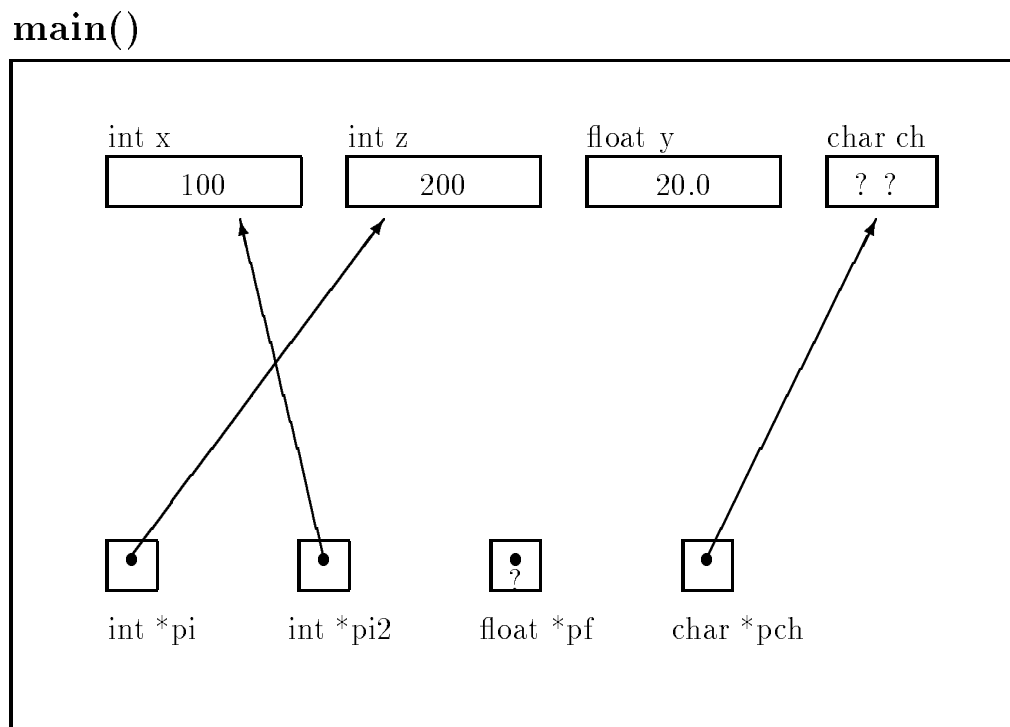 main()
int x int z float y char ch
100 200 20.0 ? ?
?
int *pi int *pi2 float *pf char *pch